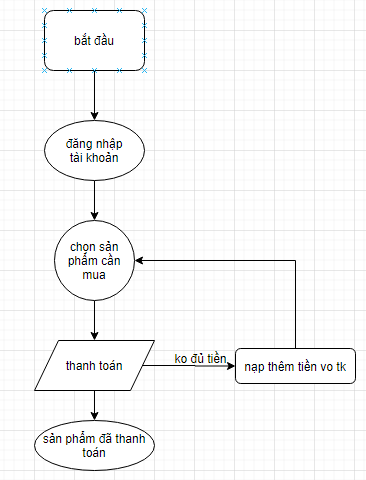 bắt đầu
đăng nhập
tài khoản
chọn sản
phẩm cần
mua
thanh toán
ko đủ tiền
nạp thêm tiền vo tk
sản phẩm đã thanh
toán